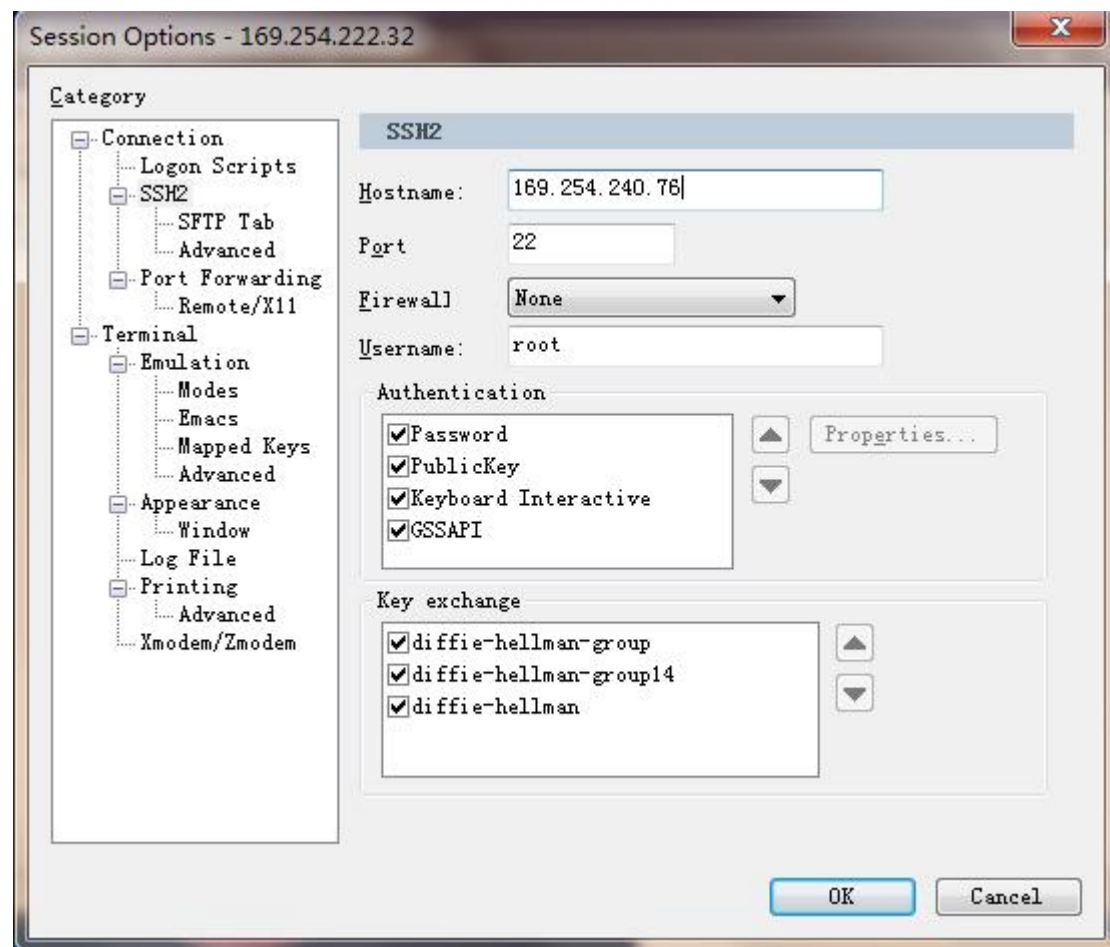 Session Options - 169.254.222.32
x
Category
Connection
Logon Scripts
SSH2
SFTP Tab
Advanced
Port Forwarding
Remote/X11
Terminal
Emulation
Modes
Emacs
Mapped Keys
Advanced
Appearance
Window
Log File
Printing
Advanced
Xmodem/Zmodem
SSH2
Hostname: 169.254.240.76
Port 22
Firewall None
Username: root
Authentication
Password
PublicKey
Keyboard Interactive
GSSAPI
Properties...
Key exchange
diffie-hellman-group
diffie-hellman-group14
diffie-hellman
OK Cancel